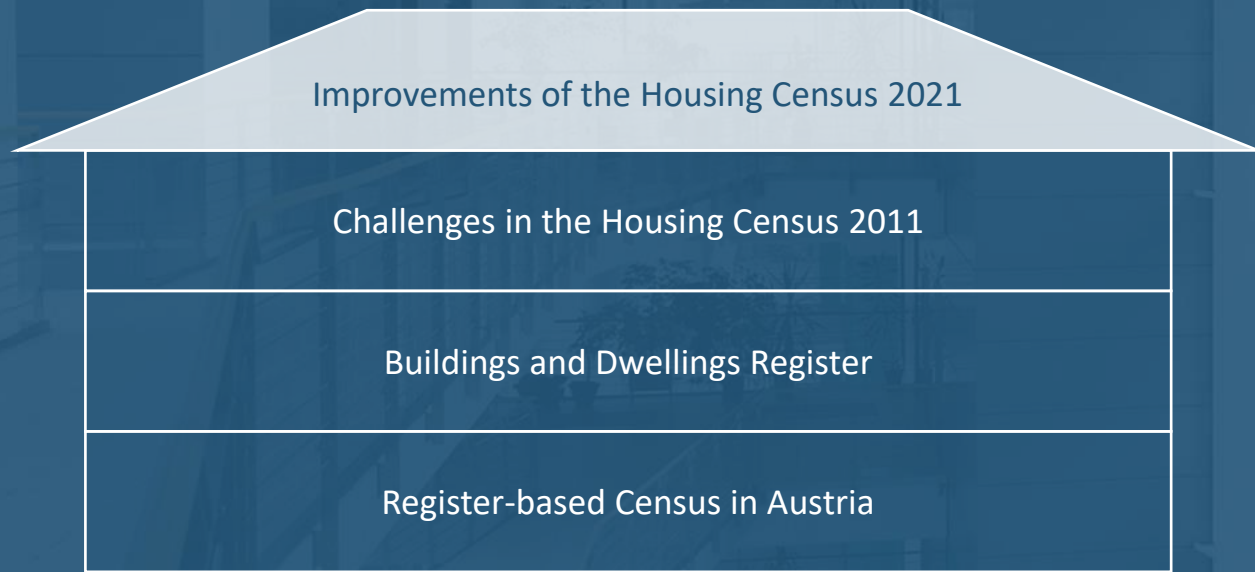 Improvements of the Housing Census 2021
Challenges in the Housing Census 2011
Buildings and Dwellings Register
Register-based Census in Austria